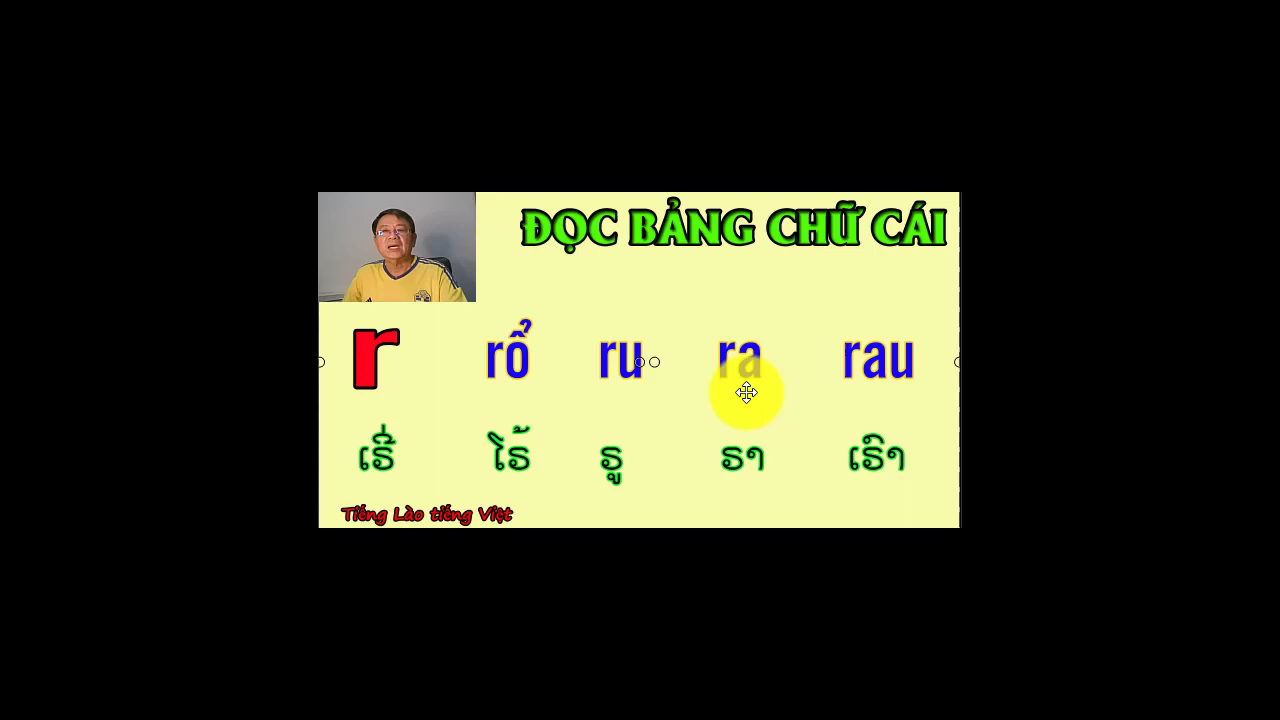 ĐỌC BẢNG CHỮ CÁI
r rổ ru ra rau
ເຣີ່ ໂຣ້ ຣູ ຣາ ເຣົາ
Tiếng Lào tiếng Việt